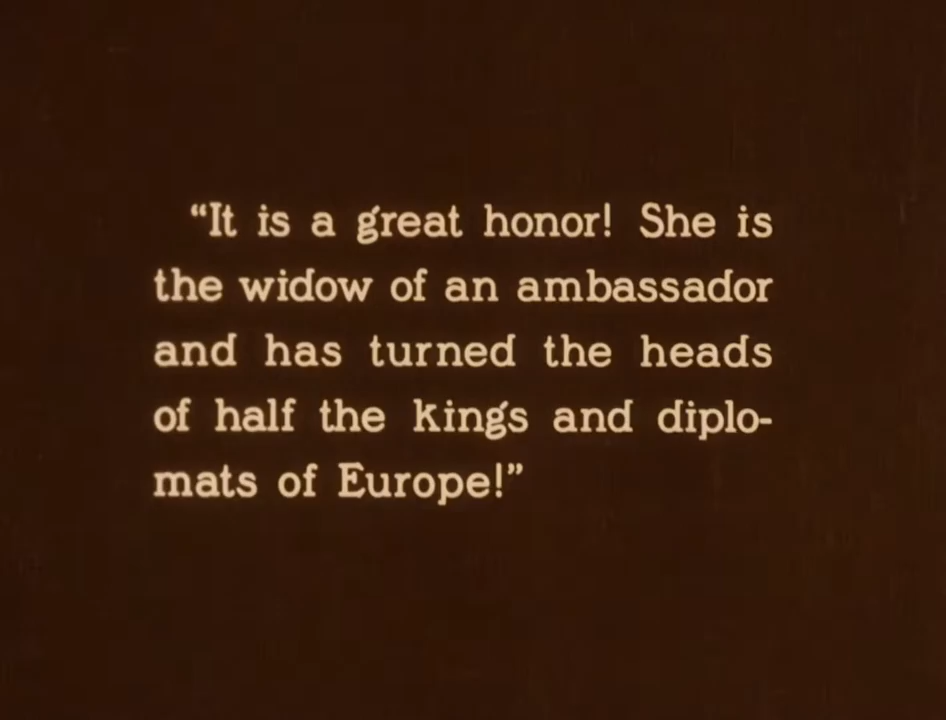 “It is a great honor! She is
the widow of an ambassador
and has turned the heads
of half the kings and diplo-
mats of Europe!”